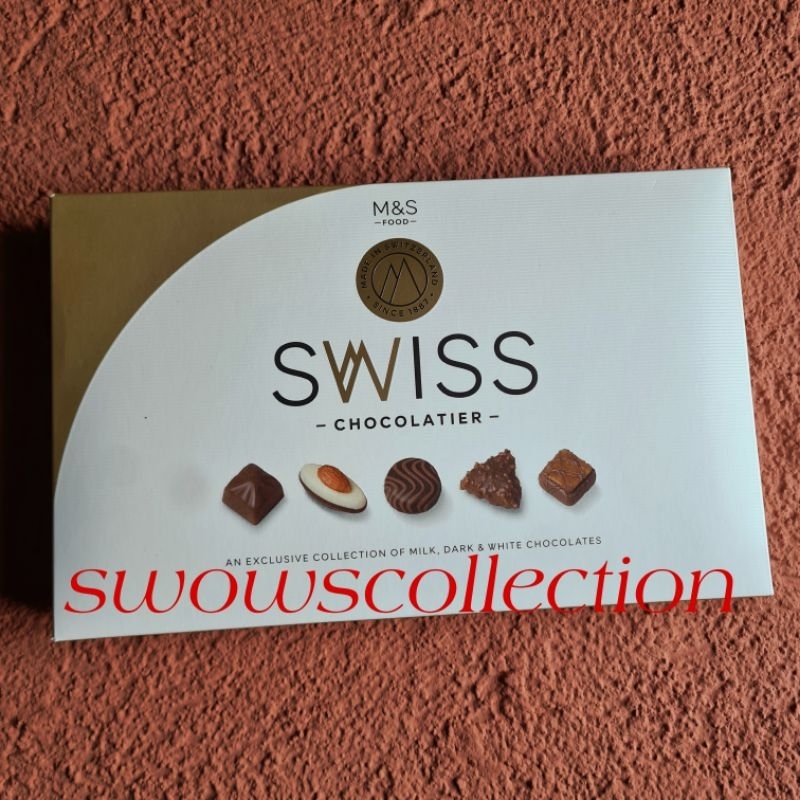 M&S
–FOOD–
MADE IN SWITZERLAND
• SINCE 1887 •
SWISS
– CHOCOLATIER –
AN EXCLUSIVE COLLECTION OF MILK, DARK & WHITE CHOCOLATES
swowscollection